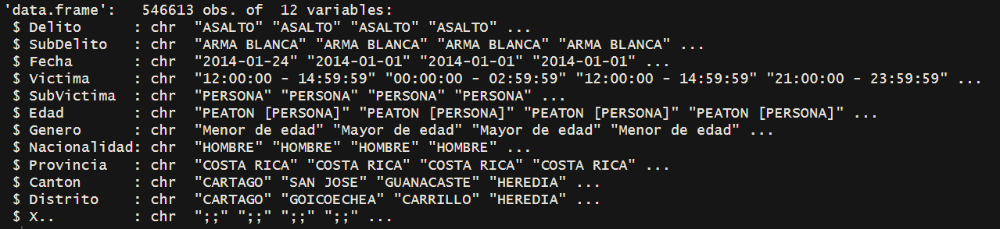 'data.frame':   546613 obs. of  12 variables:
 $ Delito      : chr  "ASALTO" "ASALTO" "ASALTO" "ASALTO" ...
 $ SubDelito   : chr  "ARMA BLANCA" "ARMA BLANCA" "ARMA BLANCA" "ARMA BLANCA" ...
 $ Fecha       : chr  "2014-01-24" "2014-01-01" "2014-01-01" "2014-01-01" ...
 $ Victima     : chr  "12:00:00 - 14:59:59" "00:00:00 - 02:59:59" "12:00:00 - 14:59:59" "21:00:00 - 23:59:59" ...
 $ SubVictima  : chr  "PERSONA" "PERSONA" "PERSONA" "PERSONA" ...
 $ Edad        : chr  "PEATON [PERSONA]" "PEATON [PERSONA]" "PEATON [PERSONA]" "PEATON [PERSONA]" ...
 $ Genero      : chr  "Menor de edad" "Mayor de edad" "Mayor de edad" "Menor de edad" ...
 $ Nacionalidad: chr  "HOMBRE" "HOMBRE" "HOMBRE" "HOMBRE" ...
 $ Provincia   : chr  "COSTA RICA" "COSTA RICA" "COSTA RICA" "COSTA RICA" ...
 $ Canton      : chr  "CARTAGO" "SAN JOSE" "GUANACASTE" "HEREDIA" ...
 $ Distrito    : chr  "CARTAGO" "GOICOECHEA" "CARRILLO" "HEREDIA" ...
 $ X..         : chr  ";;" ";;" ";;" ";;" ...